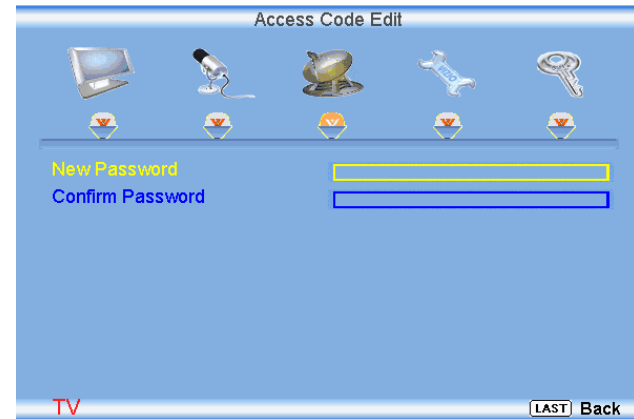 Access Code Edit
New Password
Confirm Password
TV
LAST Back